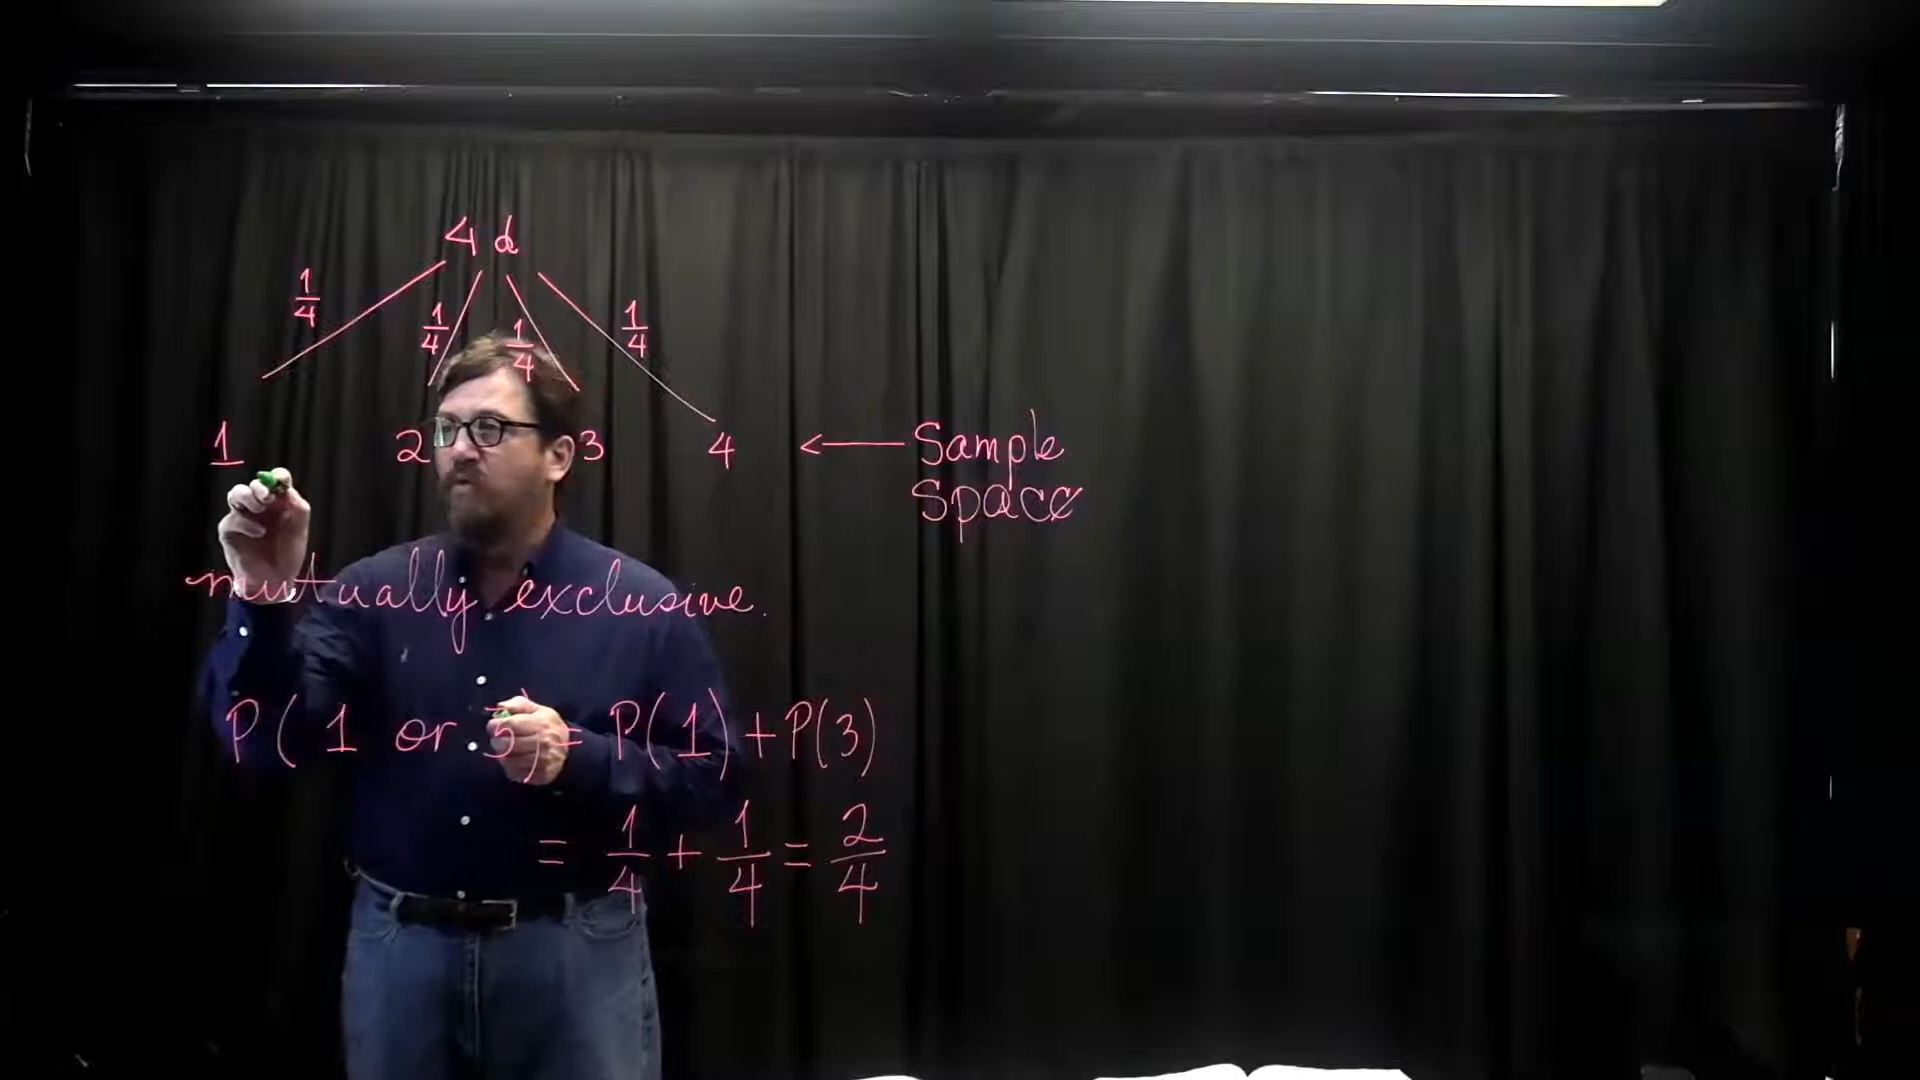 4 d
1/4 1/4 1/4 1/4
1 2 3 4 ← Sample
Space
mutually exclusive.
P( 1 or 3) = P(1) + P(3)
= 1/4 + 1/4 = 2/4